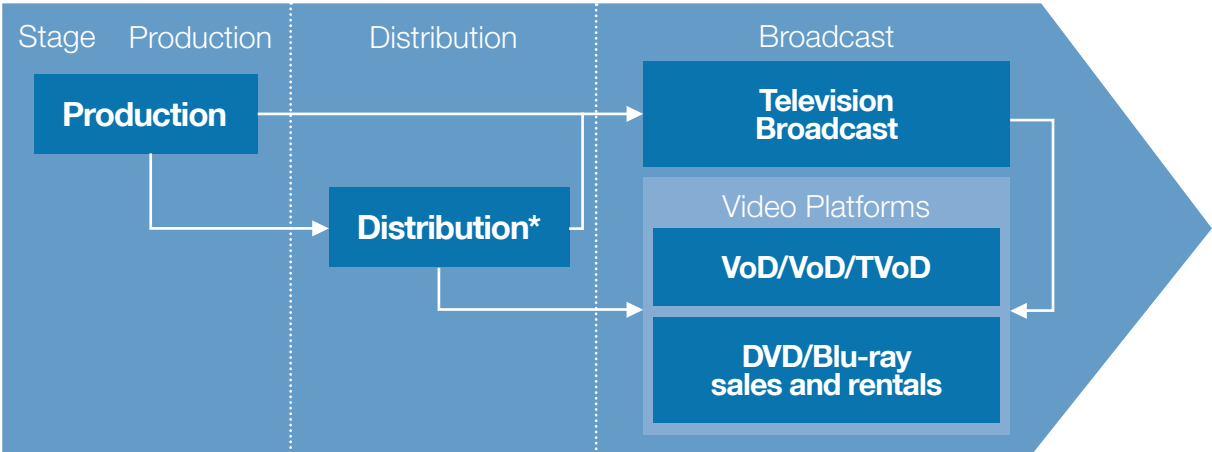 Stage Production Distribution Broadcast
Production
Television
Broadcast
Distribution*
Video Platforms
VoD/VoD/TVoD
DVD/Blu-ray
sales and rentals